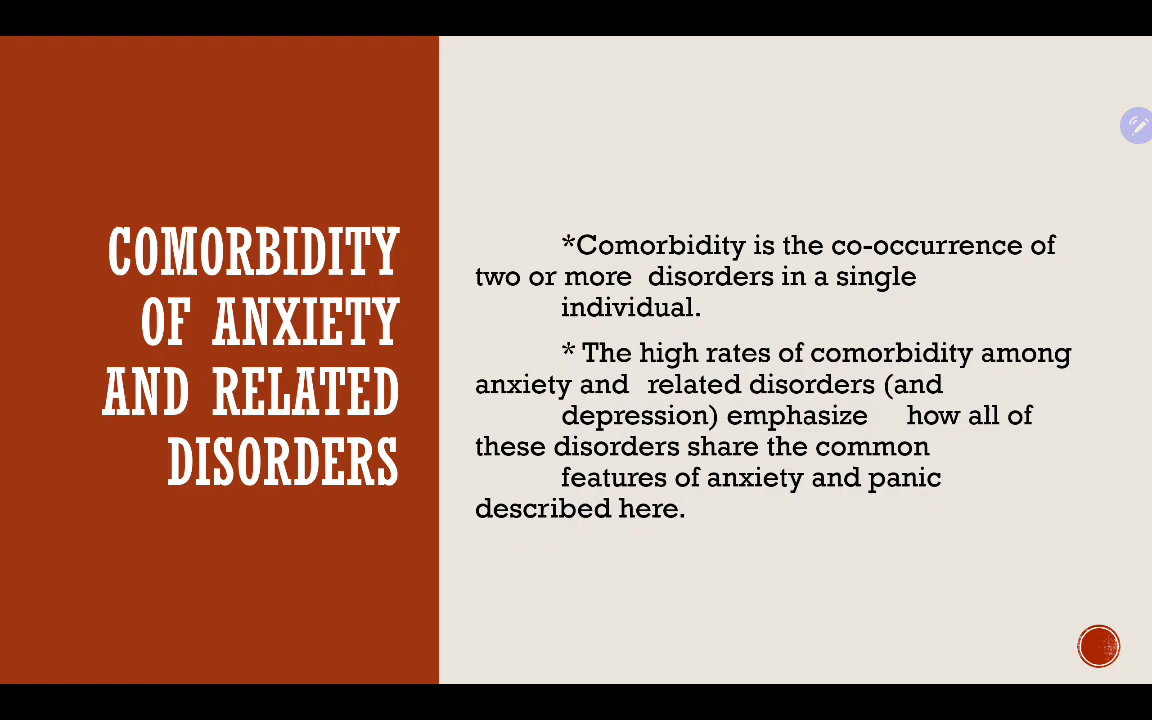 COMORBIDITY
OF ANXIETY
AND RELATED
DISORDERS
*Comorbidity is the co-occurrence of
two or more disorders in a single
individual.
* The high rates of comorbidity among
anxiety and related disorders (and
depression) emphasize how all of
these disorders share the common
features of anxiety and panic
described here.